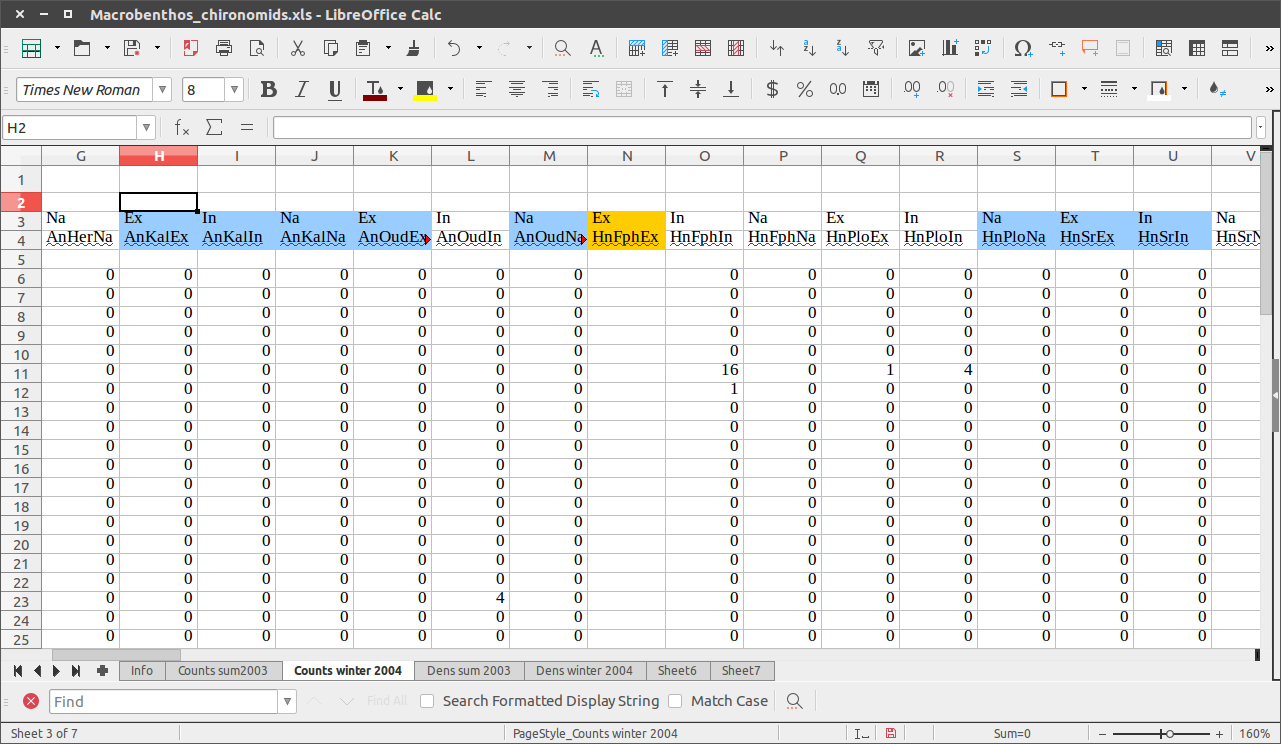 Macrobenthos_chironomids.xls - LibreOffice Calc
Times New Roman 8
H2
G H I J K L M N O P Q R S T U V
1
2
3 Na Ex In Na Ex In Na Ex In Na Ex In Na Ex In Na
4 AnHerNa AnKalEx AnKalIn AnKalNa AnOudEx AnOudIn AnOudNa HnFphEx HnFphIn HnFphNa HnPloEx HnPloIn HnPloNa HnSrEx HnSrIn HnSrN
5
6 0 0 0 0 0 0 0 0 0 0 0 0 0 0
7 0 0 0 0 0 0 0 0 0 0 0 0 0 0
8 0 0 0 0 0 0 0 0 0 0 0 0 0 0
9 0 0 0 0 0 0 0 0 0 0 0 0 0 0
10 0 0 0 0 0 0 0 0 0 0 0 0 0 0
11 0 0 0 0 0 0 0 16 0 1 4 0 0 0
12 0 0 0 0 0 0 0 1 0 0 0 0 0 0
13 0 0 0 0 0 0 0 0 0 0 0 0 0 0
14 0 0 0 0 0 0 0 0 0 0 0 0 0 0
15 0 0 0 0 0 0 0 0 0 0 0 0 0 0
16 0 0 0 0 0 0 0 0 0 0 0 0 0 0
17 0 0 0 0 0 0 0 0 0 0 0 0 0 0
18 0 0 0 0 0 0 0 0 0 0 0 0 0 0
19 0 0 0 0 0 0 0 0 0 0 0 0 0 0
20 0 0 0 0 0 0 0 0 0 0 0 0 0 0
21 0 0 0 0 0 0 0 0 0 0 0 0 0 0
22 0 0 0 0 0 0 0 0 0 0 0 0 0 0
23 0 0 0 0 0 4 0 0 0 0 0 0 0 0
24 0 0 0 0 0 0 0 0 0 0 0 0 0 0
25 0 0 0 0 0 0 0 0 0 0 0 0 0 0
Info Counts sum2003 Counts winter 2004 Dens sum 2003 Dens winter 2004 Sheet6 Sheet7
Find Find All Search Formatted Display String Match Case
Sheet 3 of 7 PageStyle_Counts winter 2004 Sum=0 160%